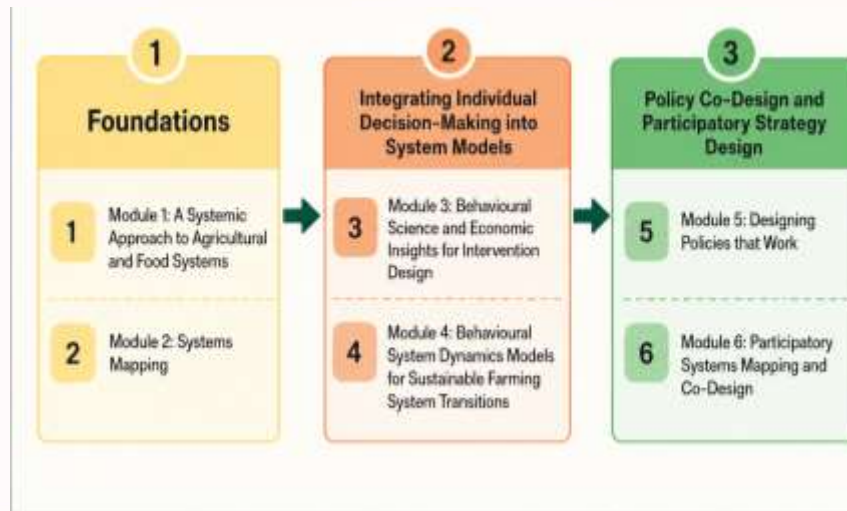 1
Foundations
1
Module 1: A Systemic
Approach to Agricultural
and Food Systems
2
Module 2: Systems
Mapping
2
Integrating Individual
Decision-Making into
System Models
3
Module 3: Behavioural
Science and Economic
Insights for Intervention
Design
4
Module 4: Behavioural
System Dynamics Models
for Sustainable Farming
System Transitions
3
Policy Co-Design and
Participatory Strategy
Design
5
Module 5: Designing
Policies that Work
6
Module 6: Participatory
Systems Mapping and
Co-Design